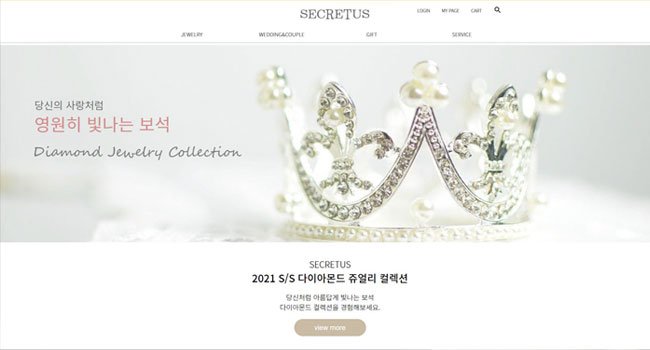 SECRETUS
LOGIN MY PAGE CART
JEWELRY WEDDING&COUPLE GIFT SERVICE
당신의 사랑처럼
영원히 빛나는 보석
Diamond Jewelry Collection
SECRETUS
2021 S/S 다이아몬드 쥬얼리 컬렉션
당신처럼 아름답게 빛나는 보석
다이아몬드 컬렉션을 경험해보세요.
view more